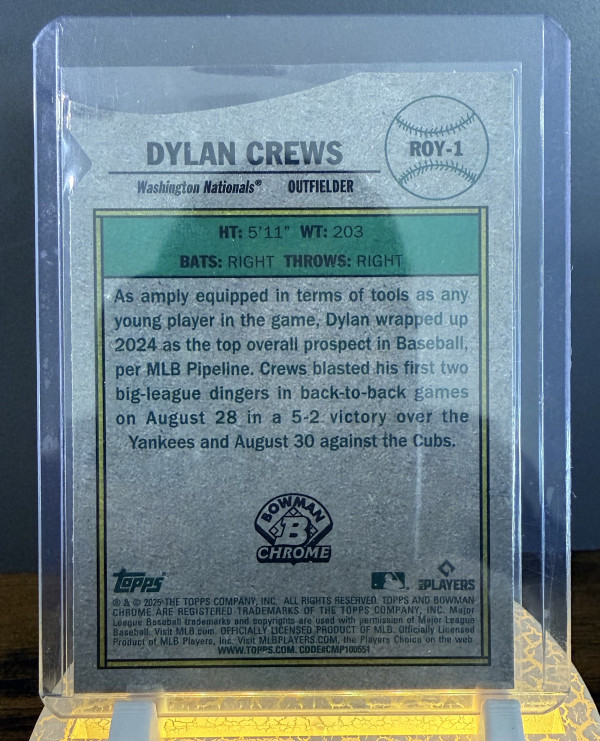 DYLAN CREWS
ROY-1
Washington Nationals® OUTFIELDER
HT: 5'11" WT: 203
BATS: RIGHT THROWS: RIGHT
As amply equipped in terms of tools as any
young player in the game, Dylan wrapped up
2024 as the top overall prospect in Baseball,
per MLB Pipeline. Crews blasted his first two
big-league dingers in back-to-back games
on August 28 in a 5-2 victory over the
Yankees and August 30 against the Cubs.
BOWMAN
B
CHROME
Topps
MLB PLAYERS
® & © 2025 THE TOPPS COMPANY, INC. ALL RIGHTS RESERVED. TOPPS AND BOWMAN
CHROME ARE REGISTERED TRADEMARKS OF THE TOPPS COMPANY, INC. Major
League Baseball trademarks and copyrights are used with permission of Major League
Baseball. Visit MLB.com. OFFICIALLY LICENSED PRODUCT OF MLB. Officially Licensed
Product of MLB Players, Inc. Visit MLBPLAYERS.COM, the Players Choice on the web
WWW.TOPPS.COM. CODE#CMP100551